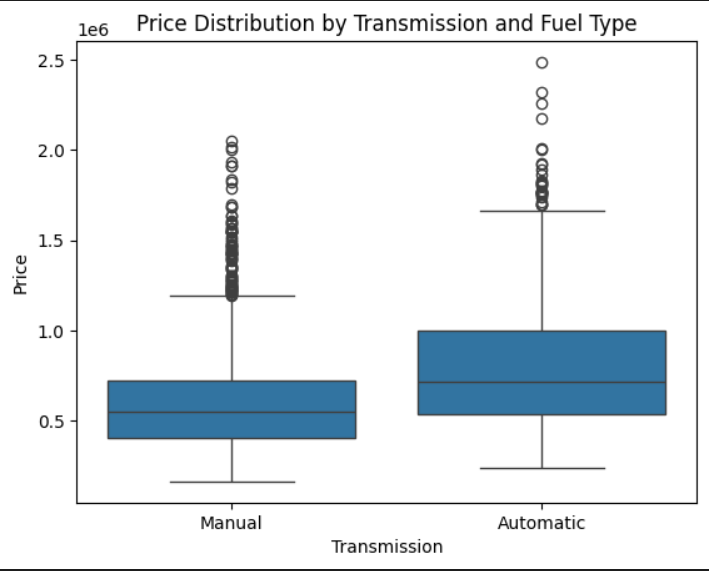 Price Distribution by Transmission and Fuel Type
1e6
2.5
2.0
1.5
1.0
0.5
Price
Manual
Automatic
Transmission